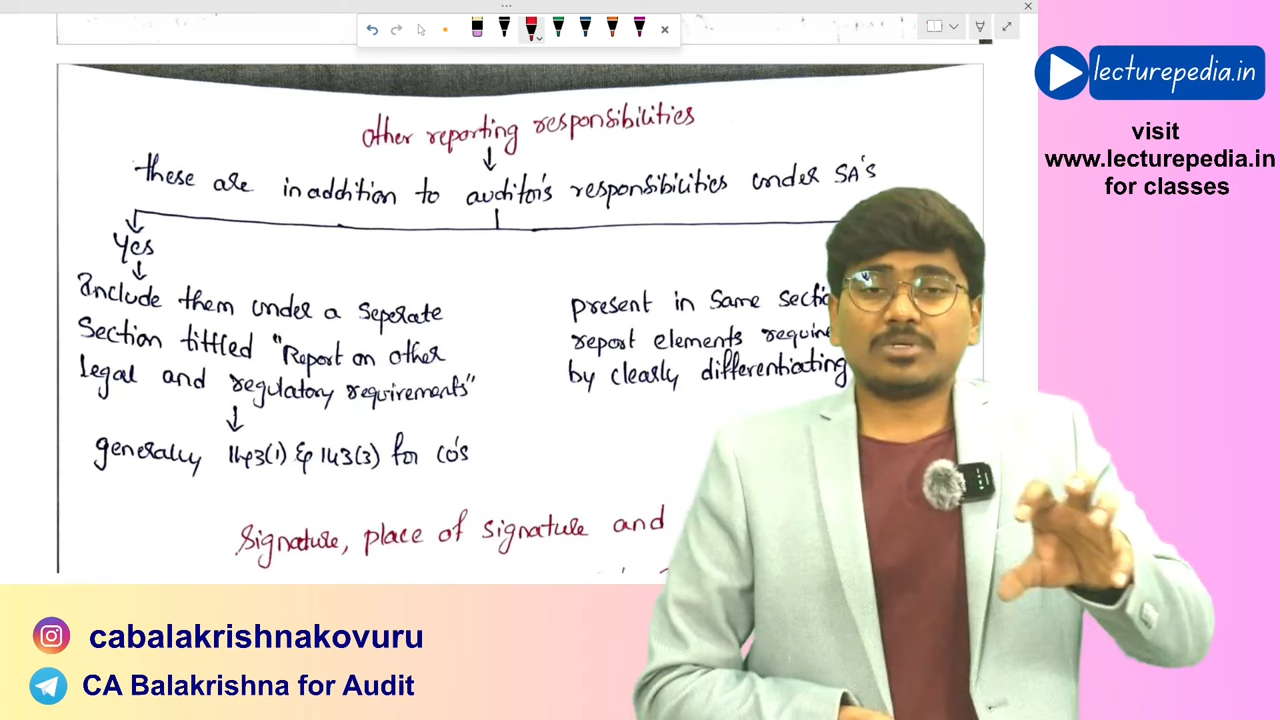 other reporting responsibilities
these are in addition to auditor's responsibilities under SA's
Yes
Include them under a seperate
section tittled "Report on other
legal and regulatory requirements"
generally 143(1) & 143(3) for co's
present in same
report elements
by clearly differentiating
Signature, place of signature and
lecturepedia.in
visit
www.lecturepedia.in
for classes
cabalakrishnakovuru
CA Balakrishna for Audit